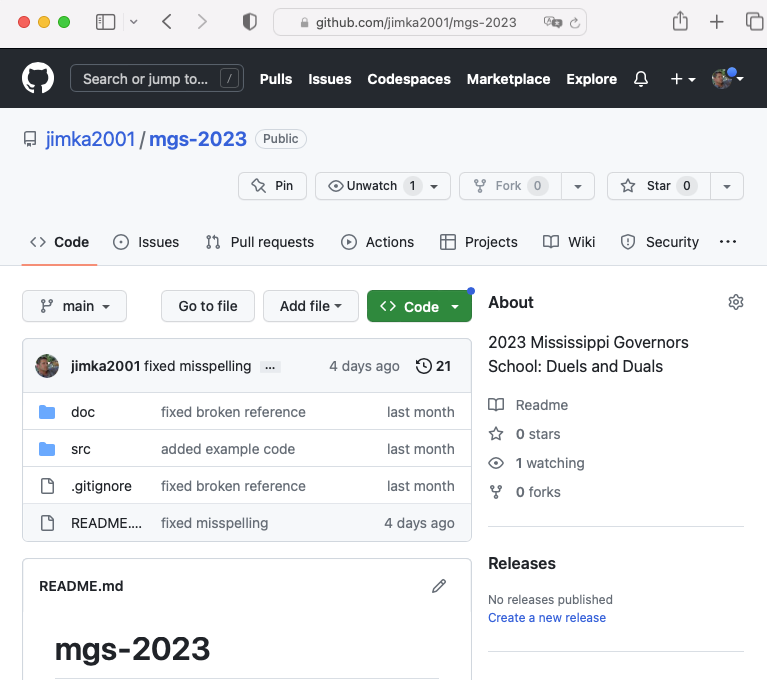 github.com/jimka2001/mgs-2023
Search or jump to... / Pulls Issues Codespaces Marketplace Explore
jimka2001 / mgs-2023 Public
Pin Unwatch 1 Fork 0 Star 0
Code Issues Pull requests Actions Projects Wiki Security ...
main Go to file Add file Code
jimka2001 fixed misspelling ... 4 days ago 21
doc fixed broken reference last month
src added example code last month
.gitignore fixed broken reference last month
README.... fixed misspelling 4 days ago
README.md
mgs-2023
About
2023 Mississippi Governors
School: Duels and Duals
Readme
0 stars
1 watching
0 forks
Releases
No releases published
Create a new release